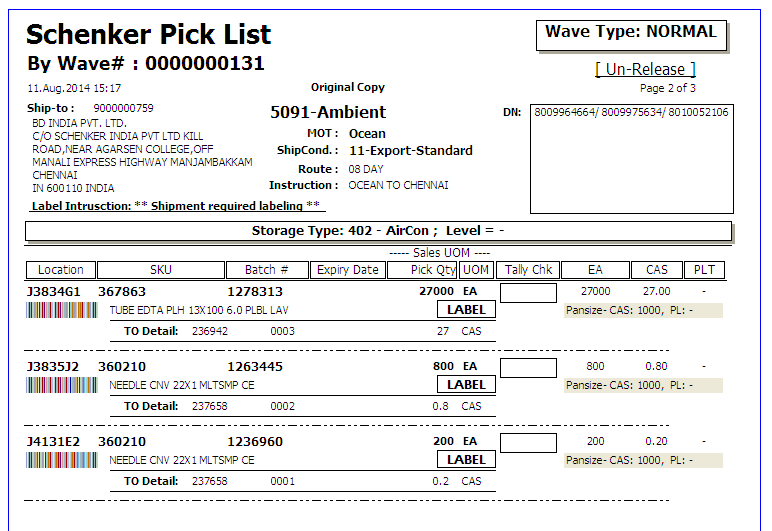 Schenker Pick List
Wave Type: NORMAL
By Wave# : 0000000131
[ Un-Release ]
11.Aug.2014 15:17
Original Copy
Page 2 of 3
Ship-to : 9000000759
5091-Ambient
DN: 8009964664/ 8009975634/ 8010052106
BD INDIA PVT. LTD.
C/O SCHENKER INDIA PVT LTD KILL
ROAD,NEAR AGARSEN COLLEGE,OFF
MANALI EXPRESS HIGHWAY MANJAMBAKKAM
CHENNAI
IN 600110 INDIA
MOT : Ocean
ShipCond. : 11-Export-Standard
Route : 08 DAY
Instruction : OCEAN TO CHENNAI
Label Intrusction: ** Shipment required labeling **
Storage Type: 402 - AirCon ; Level = -
----- Sales UOM ----
Location SKU Batch # Expiry Date Pick Qty UOM Tally Chk EA CAS PLT
J3834G1 367863 1278313 27000 EA 27000 27.00 -
TUBE EDTA PLH 13X100 6.0 PLBL LAV LABEL Pansize- CAS: 1000, PL: -
TO Detail: 236942 0003 27 CAS
J3835J2 360210 1263445 800 EA 800 0.80 -
NEEDLE CNV 22X1 MLTSMP CE LABEL Pansize- CAS: 1000, PL: -
TO Detail: 237658 0002 0.8 CAS
J4131E2 360210 1236960 200 EA 200 0.20 -
NEEDLE CNV 22X1 MLTSMP CE LABEL Pansize- CAS: 1000, PL: -
TO Detail: 237658 0001 0.2 CAS